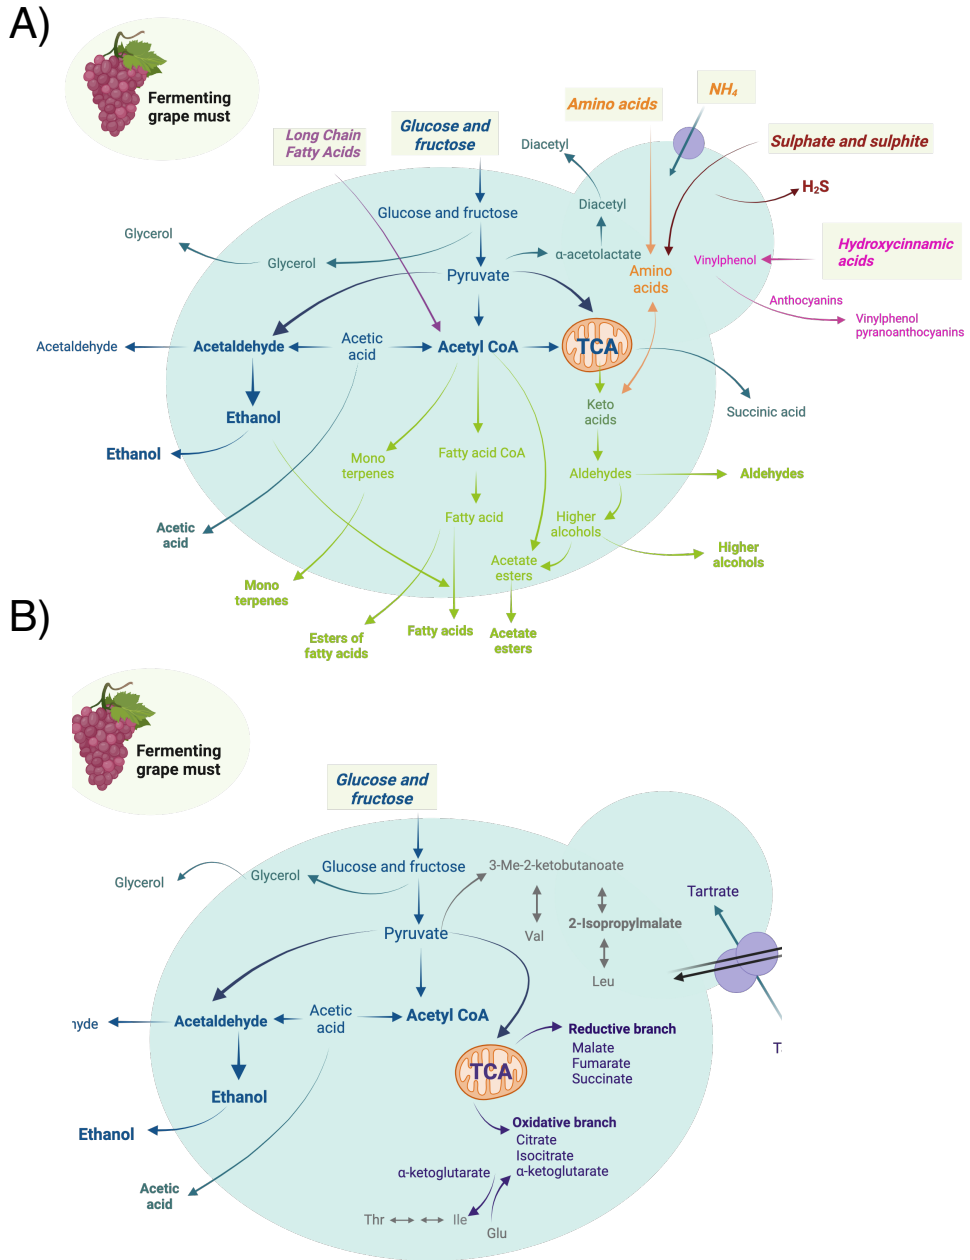 A)
Fermenting
grape must
Long Chain
Fatty Acids
Glucose and
fructose
Amino acids
NH₄
Sulphate and sulphite
H₂S
Hydroxycinnamic
acids
Diacetyl
Diacetyl
Glucose and fructose
Glycerol
Glycerol
α-acetolactate
Pyruvate
Amino
acids
Vinylphenol
Anthocyanins
Vinylphenol
pyranoanthocyanins
Acetaldehyde
Acetaldehyde
Acetic
acid
Acetyl CoA
TCA
Ethanol
Ethanol
Keto
acids
Succinic acid
Mono
terpenes
Fatty acid CoA
Aldehydes
Aldehydes
Acetic
acid
Fatty acid
Higher
alcohols
Higher
alcohols
Acetate
esters
Mono
terpenes
Esters of
fatty acids
Fatty acids
Acetate
esters
B)
Fermenting
grape must
Glucose and
fructose
Glycerol
Glycerol
Glucose and fructose
3-Me-2-ketobutanoate
Tartrate
Pyruvate
Val
2-Isopropylmalate
Leu
hyde
Acetaldehyde
Acetic
acid
Acetyl CoA
TCA
Reductive branch
Malate
Fumarate
Succinate
T
Ethanol
Ethanol
Oxidative branch
Citrate
Isocitrate
α-ketoglutarate
α-ketoglutarate
Acetic
acid
Thr
Ile
Glu